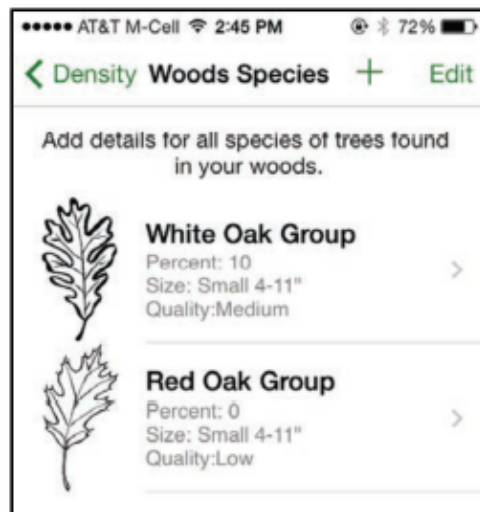 AT&T M-Cell 2:45 PM 72%
Density Woods Species + Edit
Add details for all species of trees found
in your woods.
White Oak Group
Percent: 10
Size: Small 4-11"
Quality:Medium
Red Oak Group
Percent: 0
Size: Small 4-11"
Quality:Low